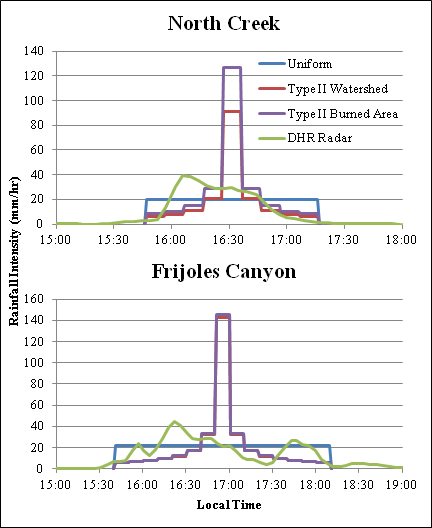 North Creek
140
120
100
80
60
40
20
0
Uniform
Type II Watershed
Type II Burned Area
DHR Radar
15:00 15:30 16:00 16:30 17:00 17:30 18:00
Rainfall Intensity (mm/hr)
Frijoles Canyon
160
140
120
100
80
60
40
20
0
15:00 15:30 16:00 16:30 17:00 17:30 18:00 18:30 19:00
Local Time